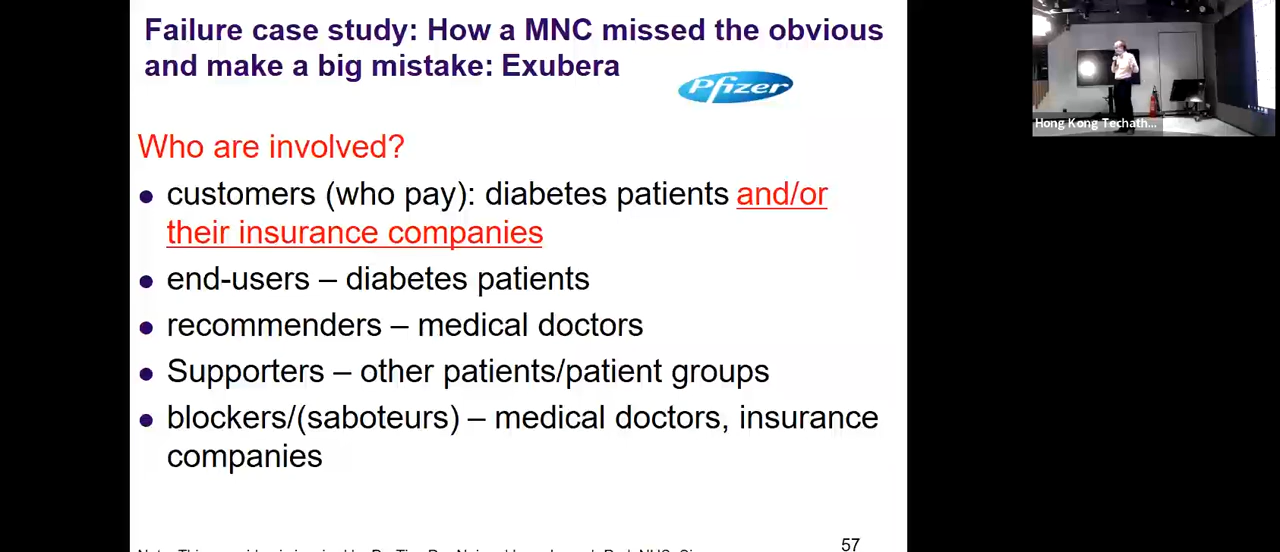 Failure case study: How a MNC missed the obvious
and make a big mistake: Exubera
Pfizer
Hong Kong Techath...
Who are involved?
● customers (who pay): diabetes patients and/or
their insurance companies
● end-users – diabetes patients
● recommenders – medical doctors
● Supporters – other patients/patient groups
● blockers/(saboteurs) – medical doctors, insurance
companies
57